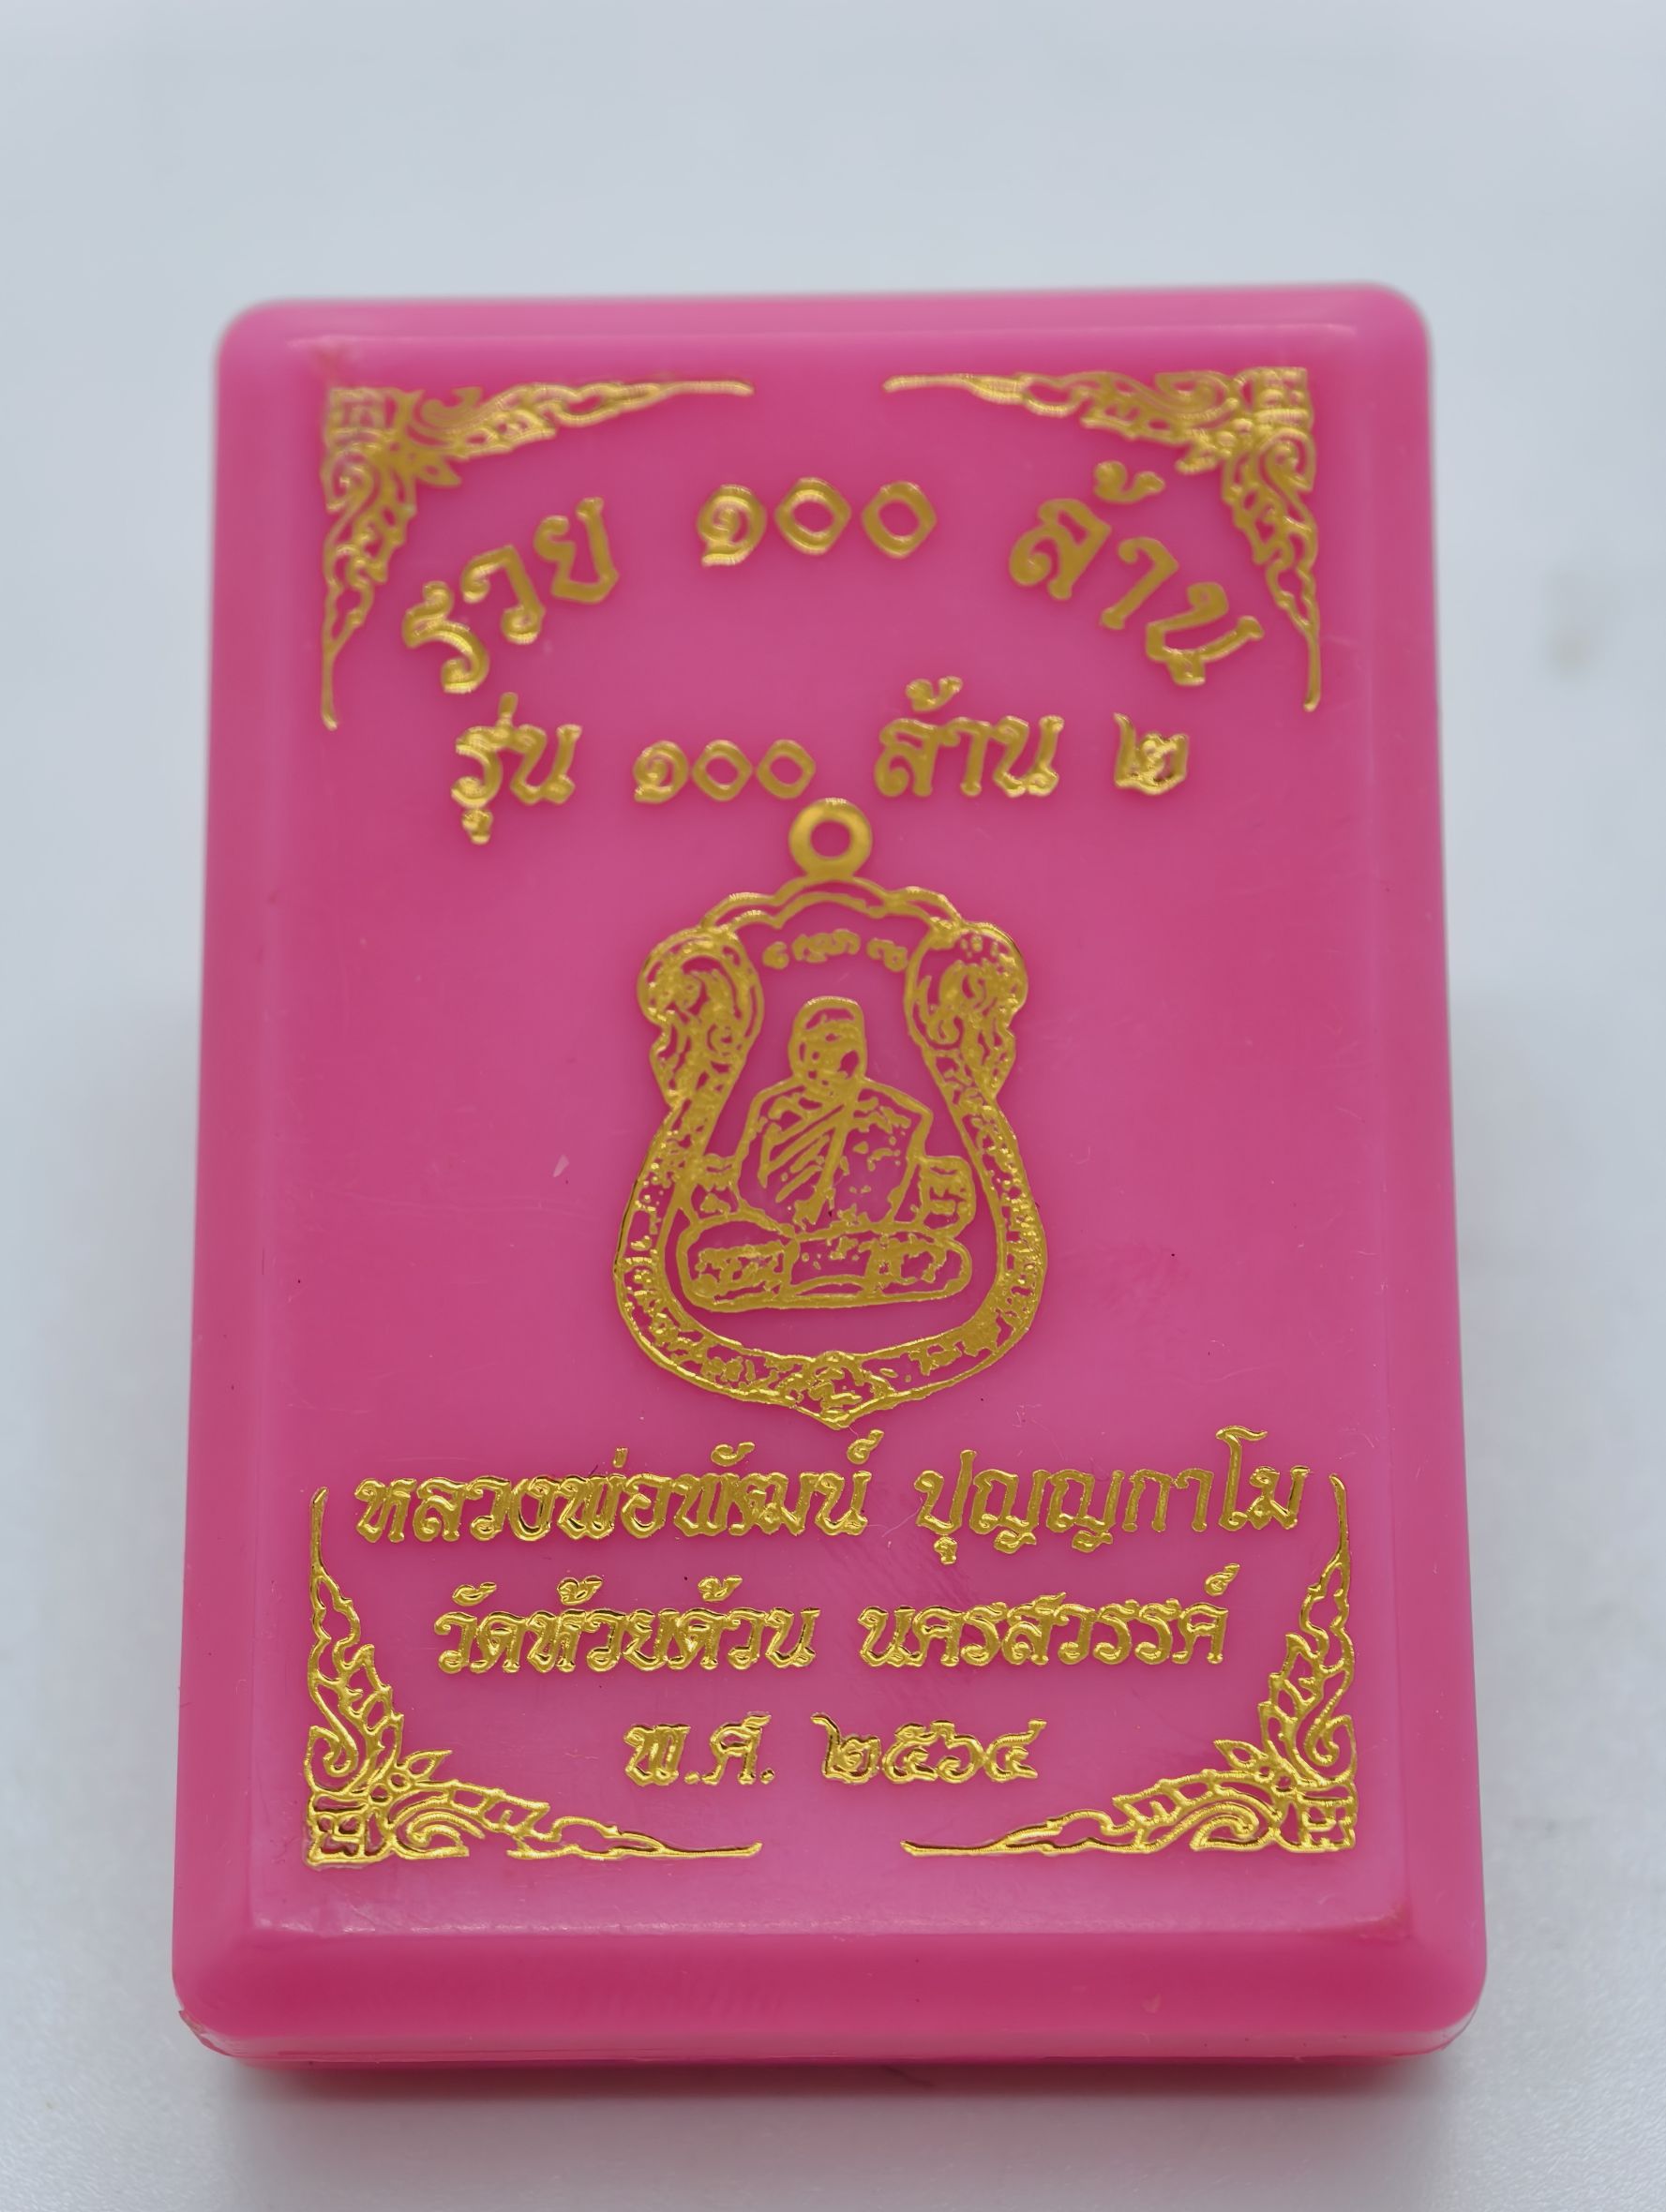 รวย ๑๐๐ ล้าน
รุ่น ๑๐๐ ล้าน ๒
หลวงพ่อพัฒน์ ปุญญกาโม
วัดห้วยด้วน นครสวรรค์
พ.ศ. ๒๕๖๔